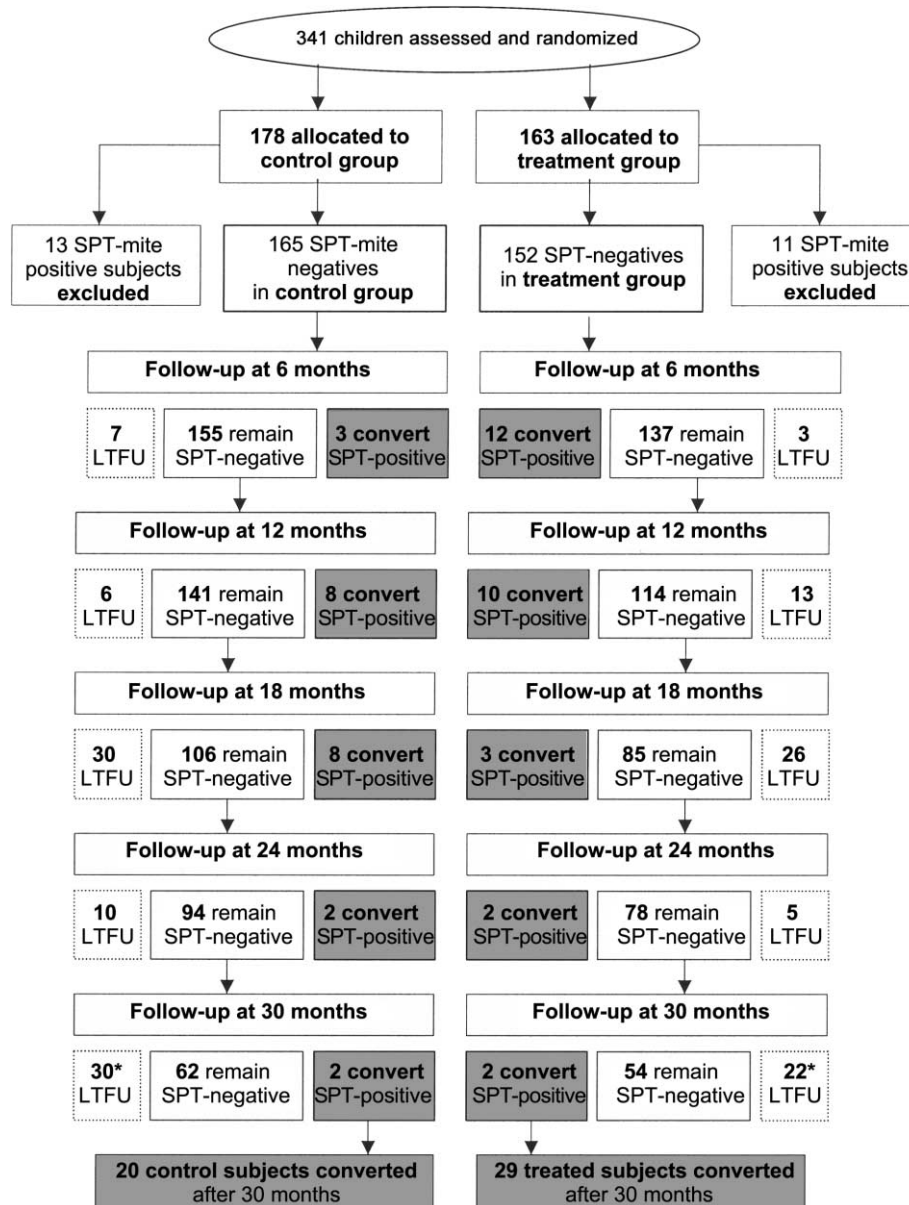 341 children assessed and randomized
178 allocated to
control group
163 allocated to
treatment group
13 SPT-mite
positive subjects
excluded
165 SPT-mite
negatives
in control group
152 SPT-negatives
in treatment group
11 SPT-mite
positive subjects
excluded
Follow-up at 6 months
Follow-up at 6 months
7
LTFU
155 remain
SPT-negative
3 convert
SPT-positive
12 convert
SPT-positive
137 remain
SPT-negative
3
LTFU
Follow-up at 12 months
Follow-up at 12 months
6
LTFU
141 remain
SPT-negative
8 convert
SPT-positive
10 convert
SPT-positive
114 remain
SPT-negative
13
LTFU
Follow-up at 18 months
Follow-up at 18 months
30
LTFU
106 remain
SPT-negative
8 convert
SPT-positive
3 convert
SPT-positive
85 remain
SPT-negative
26
LTFU
Follow-up at 24 months
Follow-up at 24 months
10
LTFU
94 remain
SPT-negative
2 convert
SPT-positive
2 convert
SPT-positive
78 remain
SPT-negative
5
LTFU
Follow-up at 30 months
Follow-up at 30 months
30*
LTFU
62 remain
SPT-negative
2 convert
SPT-positive
2 convert
SPT-positive
54 remain
SPT-negative
22*
LTFU
20 control subjects converted
after 30 months
29 treated subjects converted
after 30 months